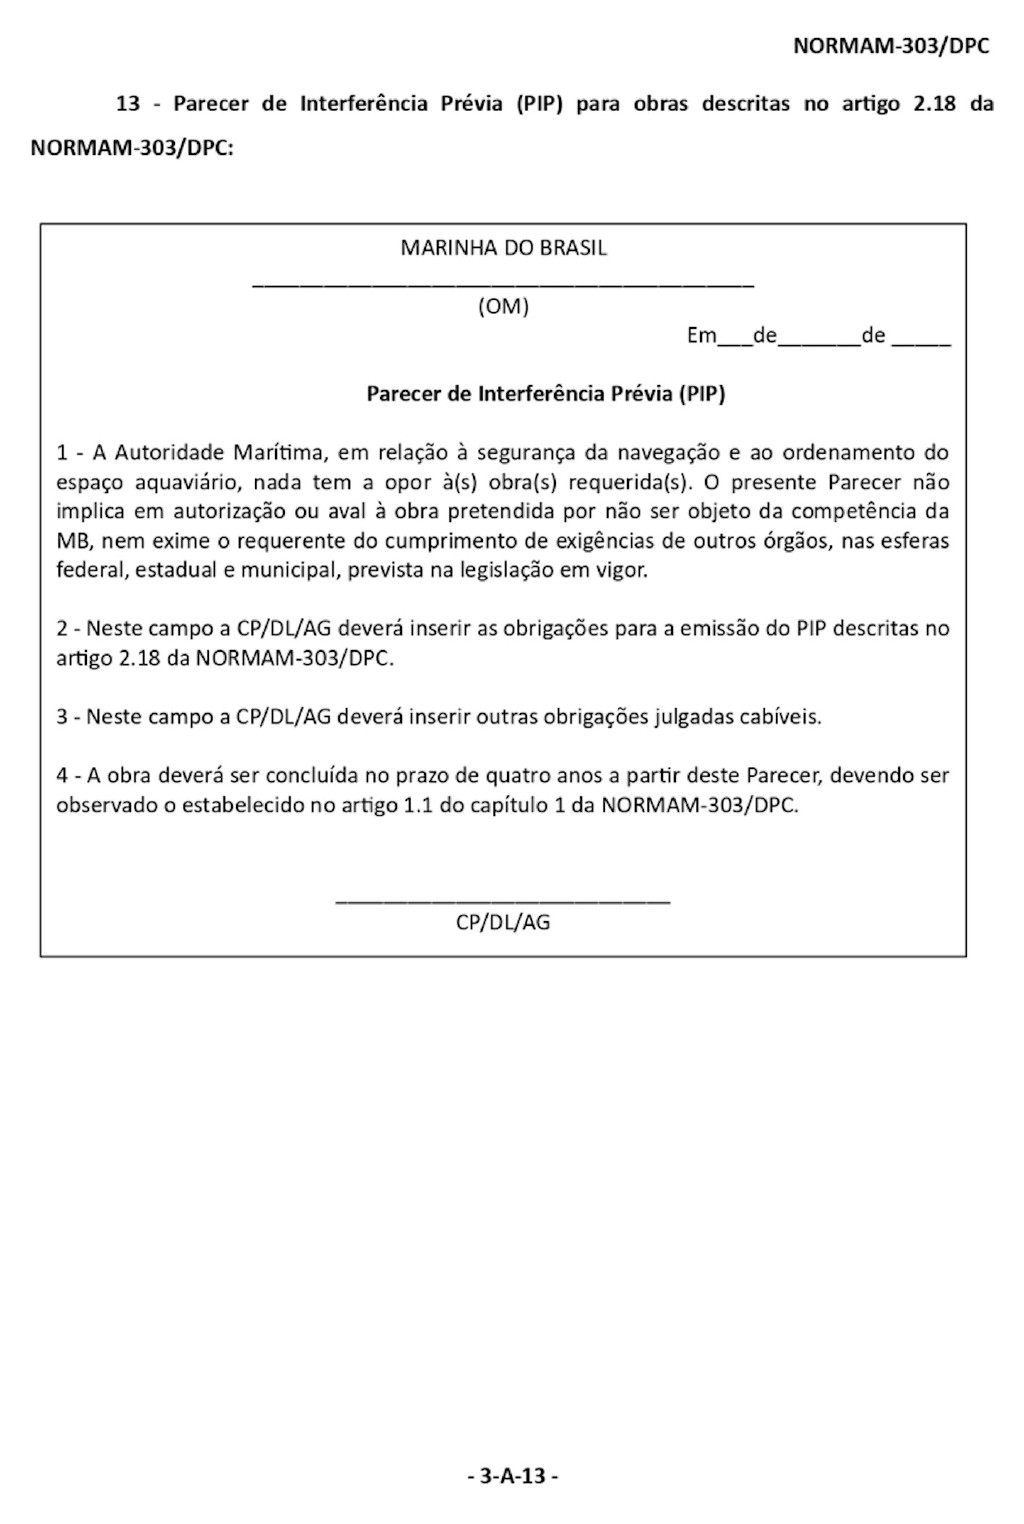 NORMAM-303/DPC
13 - Parecer de Interferência Prévia (PIP) para obras descritas no artigo 2.18 da
NORMAM-303/DPC:
MARINHA DO BRASIL
__________________________________________
(OM)
Em___de_______de _____
Parecer de Interferência Prévia (PIP)
1 - A Autoridade Marítima, em relação à segurança da navegação e ao ordenamento do
espaço aquaviário, nada tem a opor à(s) obra(s) requerida(s). O presente Parecer não
implica em autorização ou aval à obra pretendida por não ser objeto da competência da
MB, nem exime o requerente do cumprimento de exigências de outros órgãos, nas esferas
federal, estadual e municipal, prevista na legislação em vigor.
2 - Neste campo a CP/DL/AG deverá inserir as obrigações para a emissão do PIP descritas no
artigo 2.18 da NORMAM-303/DPC.
3 - Neste campo a CP/DL/AG deverá inserir outras obrigações julgadas cabíveis.
4 - A obra deverá ser concluída no prazo de quatro anos a partir deste Parecer, devendo ser
observado o estabelecido no artigo 1.1 do capítulo 1 da NORMAM-303/DPC.
____________________________
CP/DL/AG
- 3-A-13 -